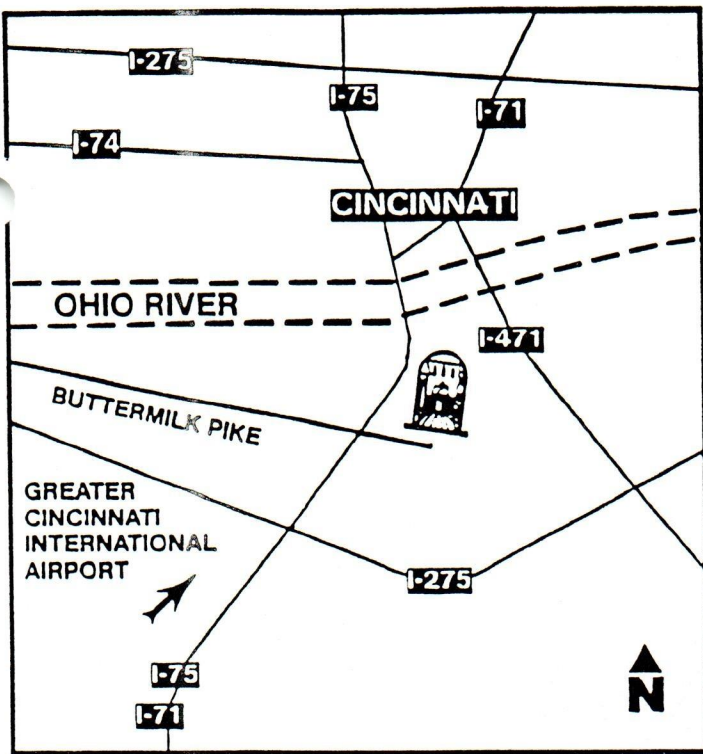 I-275
I-75
I-71
I-74
CINCINNATI
OHIO RIVER
I-471
BUTTERMILK PIKE
GREATER
CINCINNATI
INTERNATIONAL
AIRPORT
I-275
I-75
I-71
N